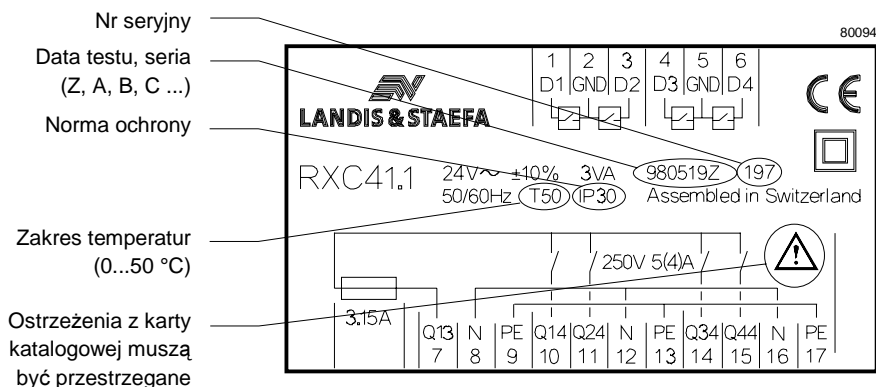 Nr seryjny
Data testu, seria
(Z, A, B, C ...)
Norma ochrony
Zakres temperatur
(0...50 °C)
Ostrzeżenia z karty
katalogowej muszą
być przestrzegane
80094
1 2 3 4 5 6
D1 GND D2 D3 GND D4
CE
LANDIS & STAEFA
RXC41.1 24V~ ±10% 3VA 980519Z 197
50/60Hz T50 IP30 Assembled in Switzerland
250V 5(4)A
3.15A
Q13 N PE Q14 Q24 N PE Q34 Q44 N PE
7 8 9 10 11 12 13 14 15 16 17